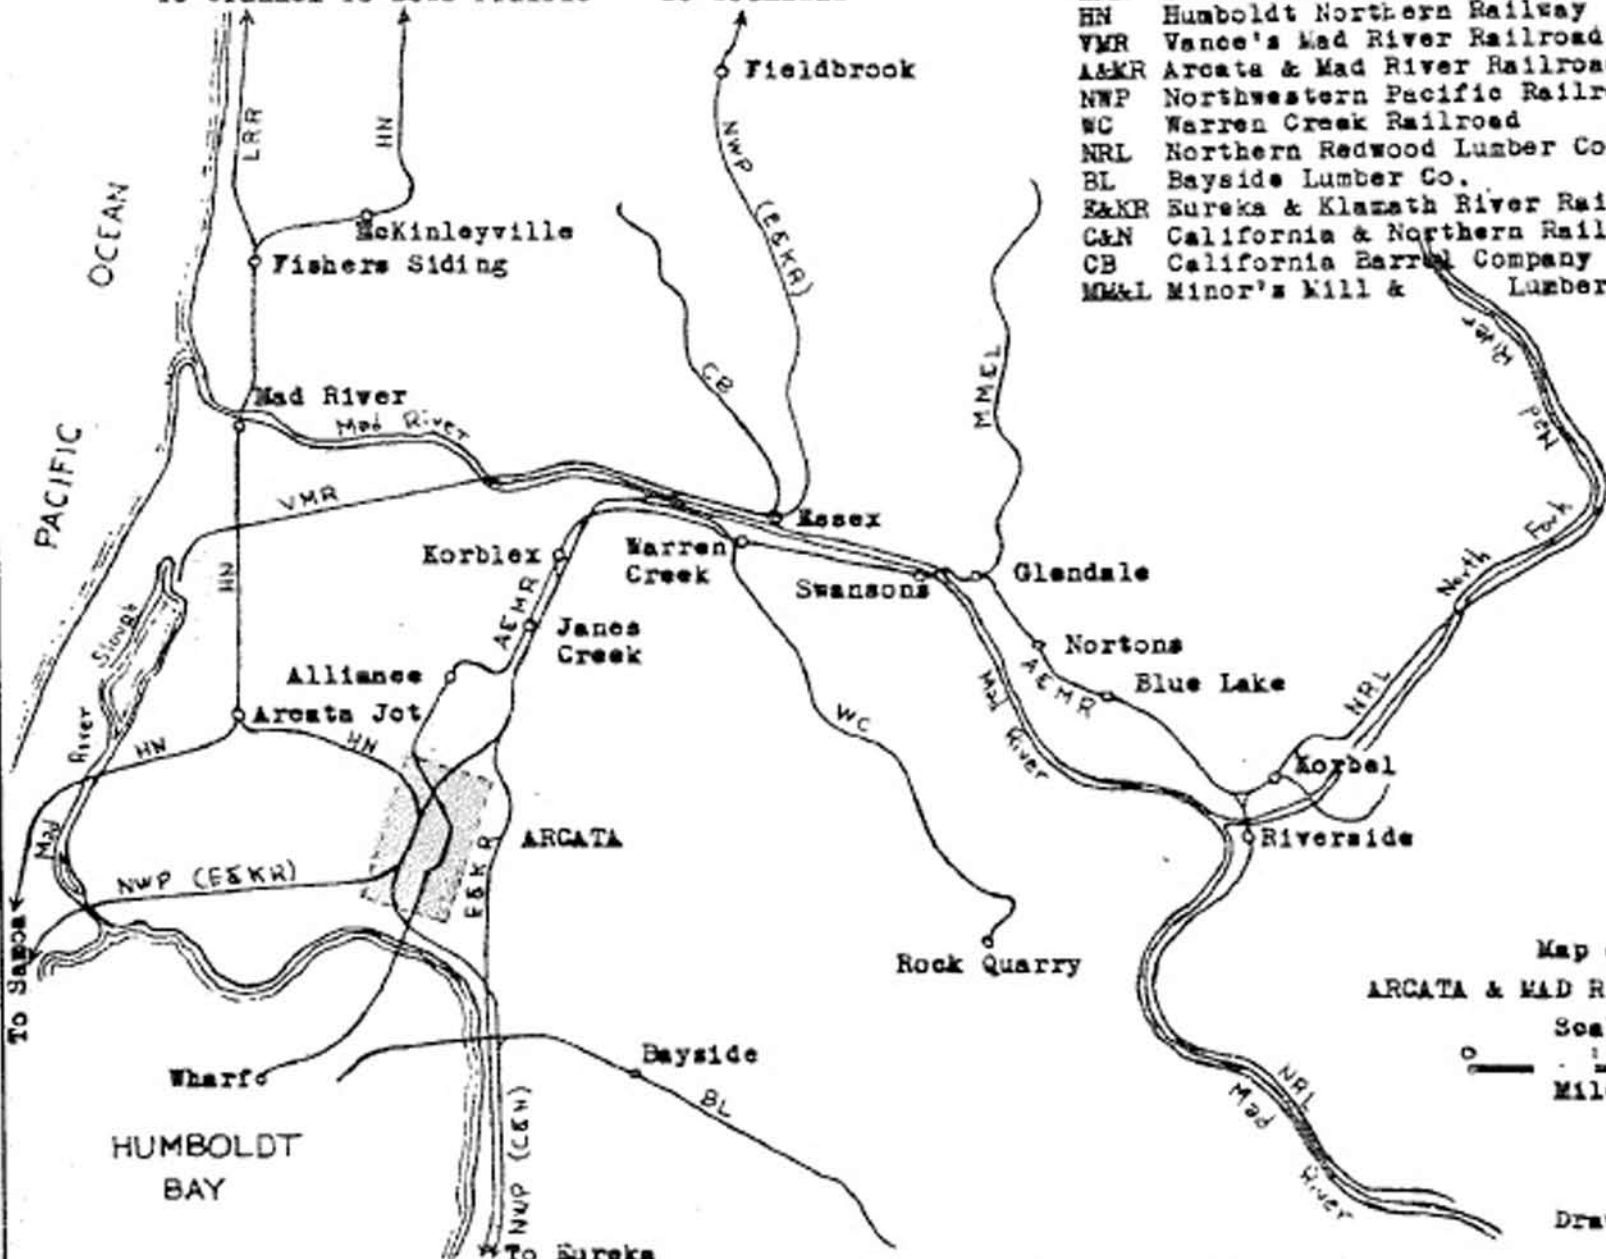 HN Humboldt Northern Railway
VMR Vance's Mad River Railroad
A&MR Arcata & Mad River Railroa
NWP Northwestern Pacific Railr
WC Warren Creek Railroad
NRL Northern Redwood Lumber Co
BL Bayside Lumber Co.
E&KR Eureka & Klamath River Rai
C&N California & Northern Rail
CB California Barrel Company
MM&L Minor's Mill & Lumber
Fieldbrook
LRR
HN
NWP (E&KR)
OCEAN
McKinleyville
Fishers Siding
River
Mad
Fork
North
CB
MM&L
Mad River
Mad River
PACIFIC
VMR
Essex
Korblex
Warren
Creek
Swansons
Glendale
HN
A&MR
Slough
Janes
Creek
Nortons
Alliance
A&MR
Blue Lake
Mad
River
NRL
Arcata Jct
HN
HN
River
Mad
WC
Korbel
Riverside
ARCATA
E&KR
NWP (E&KR)
To Samoa
Rock Quarry
Map
ARCATA & MAD R
Sca
Mil
Wharf
Bayside
BL
NRL
Mad
River
HUMBOLDT
BAY
NWP (C&N)
To Eureka
Dra